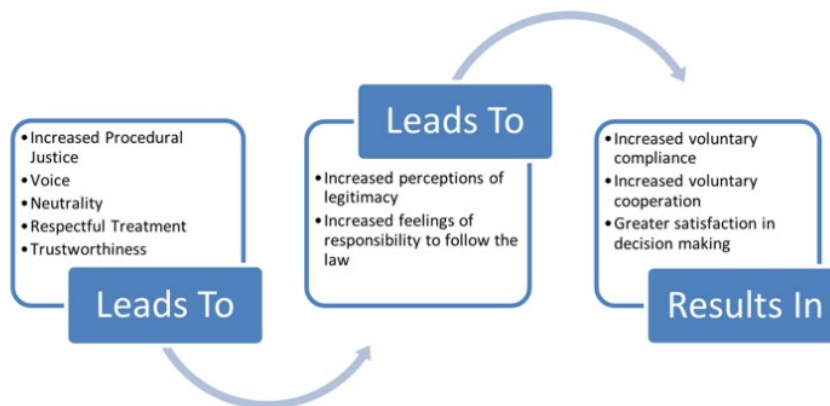 •Increased Procedural
Justice
•Voice
•Neutrality
•Respectful Treatment
•Trustworthiness
Leads To
Leads To
•Increased perceptions of
legitimacy
•Increased feelings of
responsibility to follow the
law
•Increased voluntary
compliance
•Increased voluntary
cooperation
•Greater satisfaction in
decision making
Results In